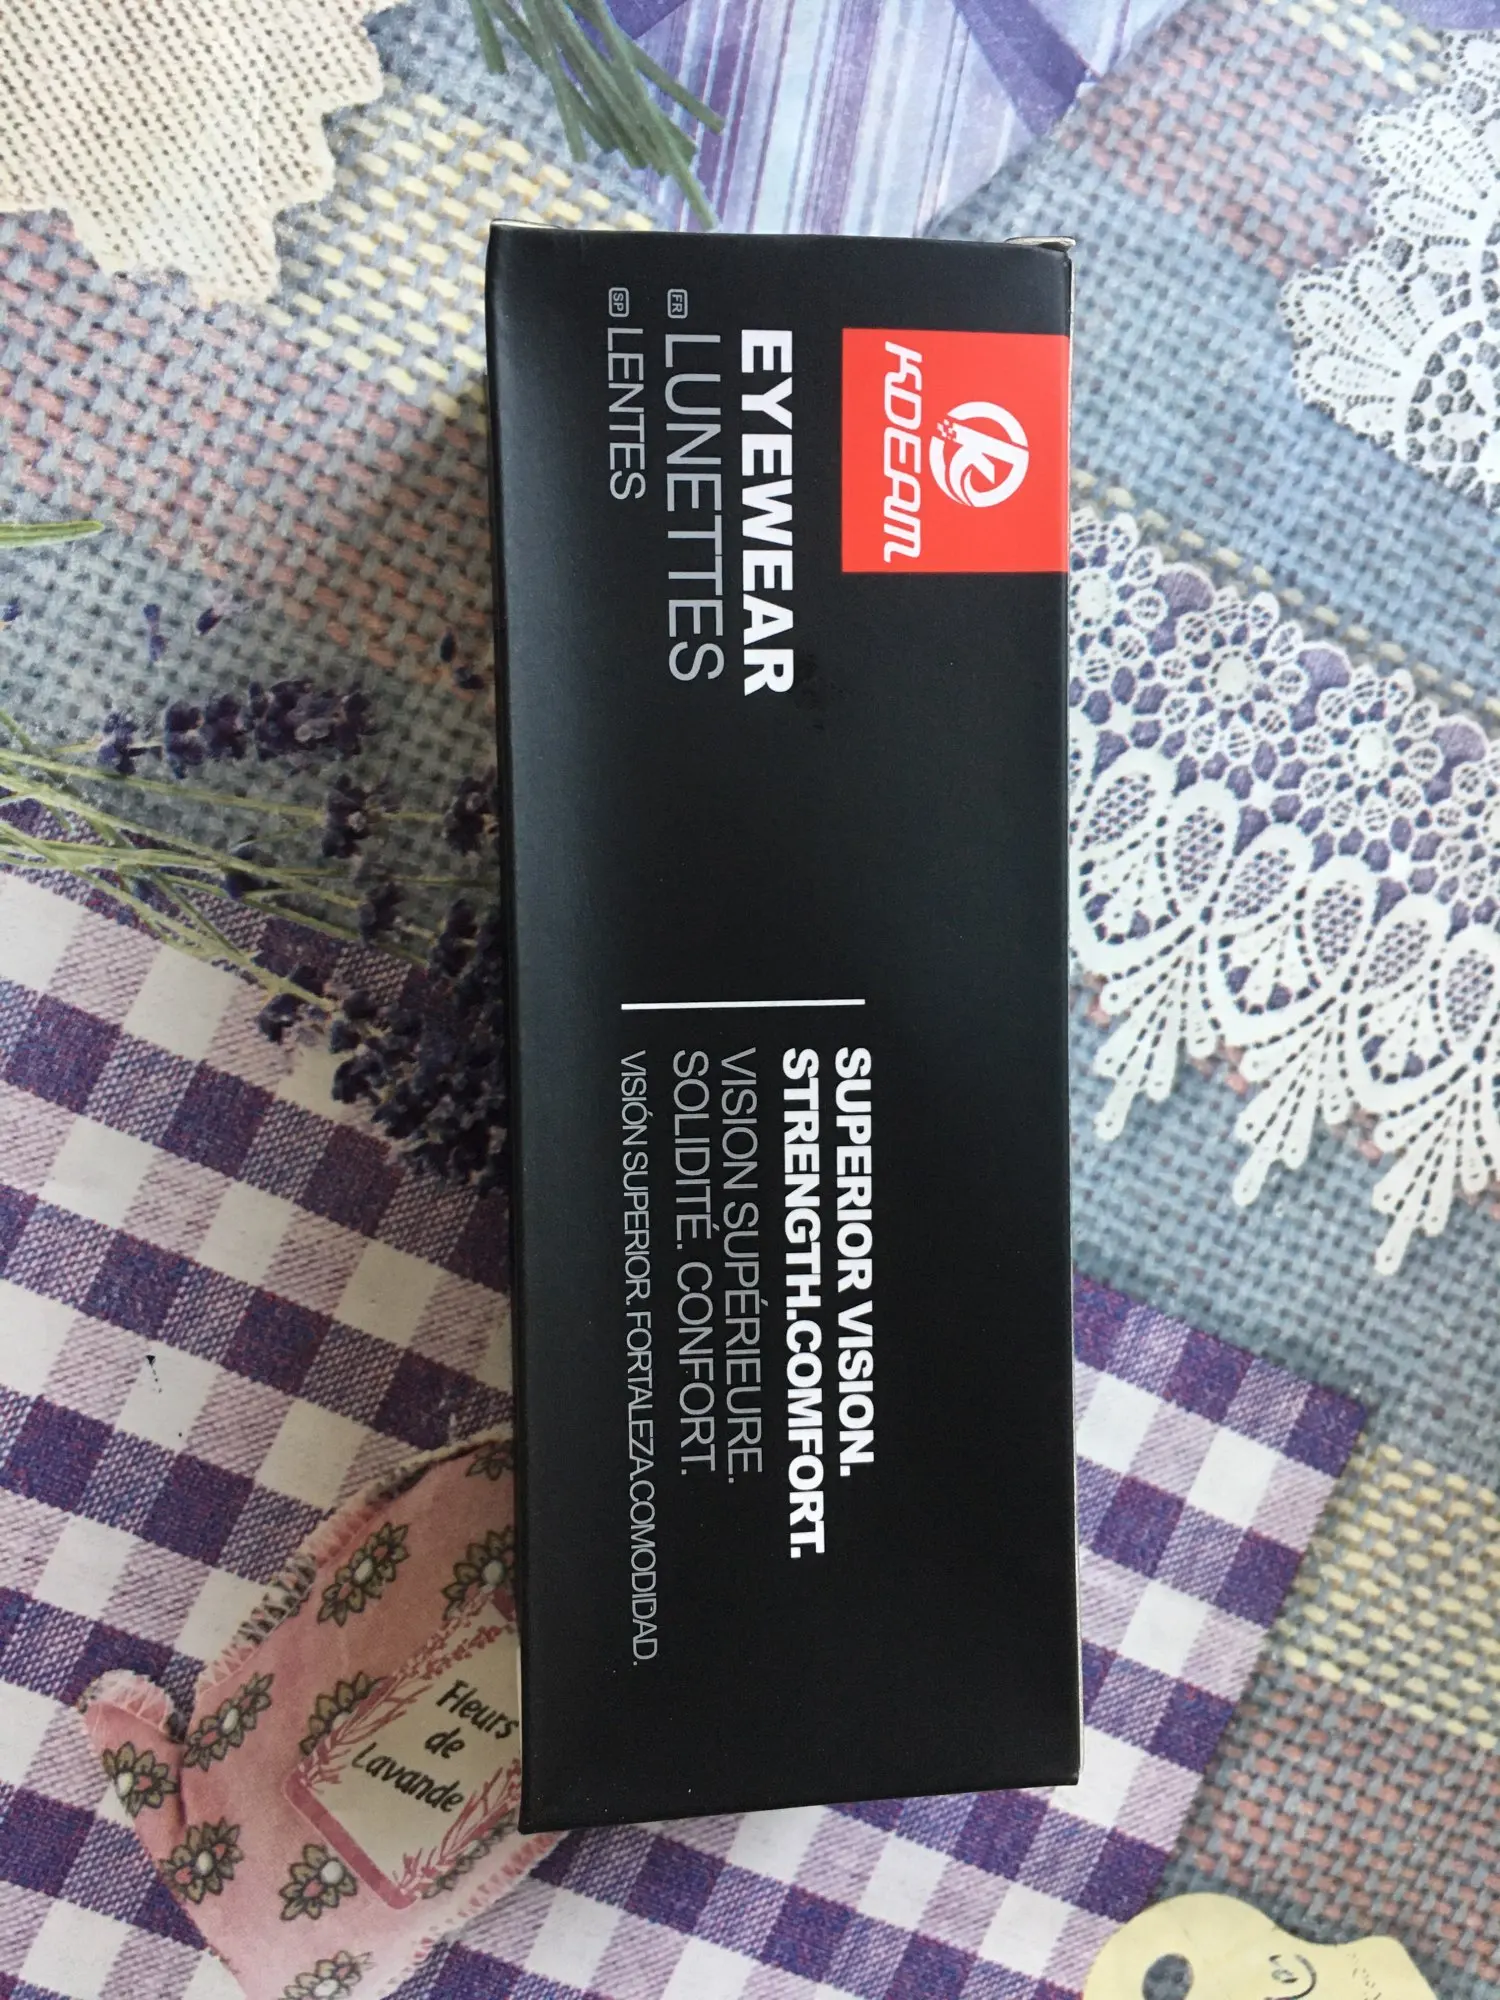 KDEAM
EYEWEAR
FR LUNETTES
SP LENTES
SUPERIOR VISION.
STRENGTH.COMFORT.
VISION SUPÉRIEURE.
SOLIDITÉ. CONFORT.
VISIÓN SUPERIOR. FORTALEZA.COMODIDAD.
Fleurs
de
Lavande